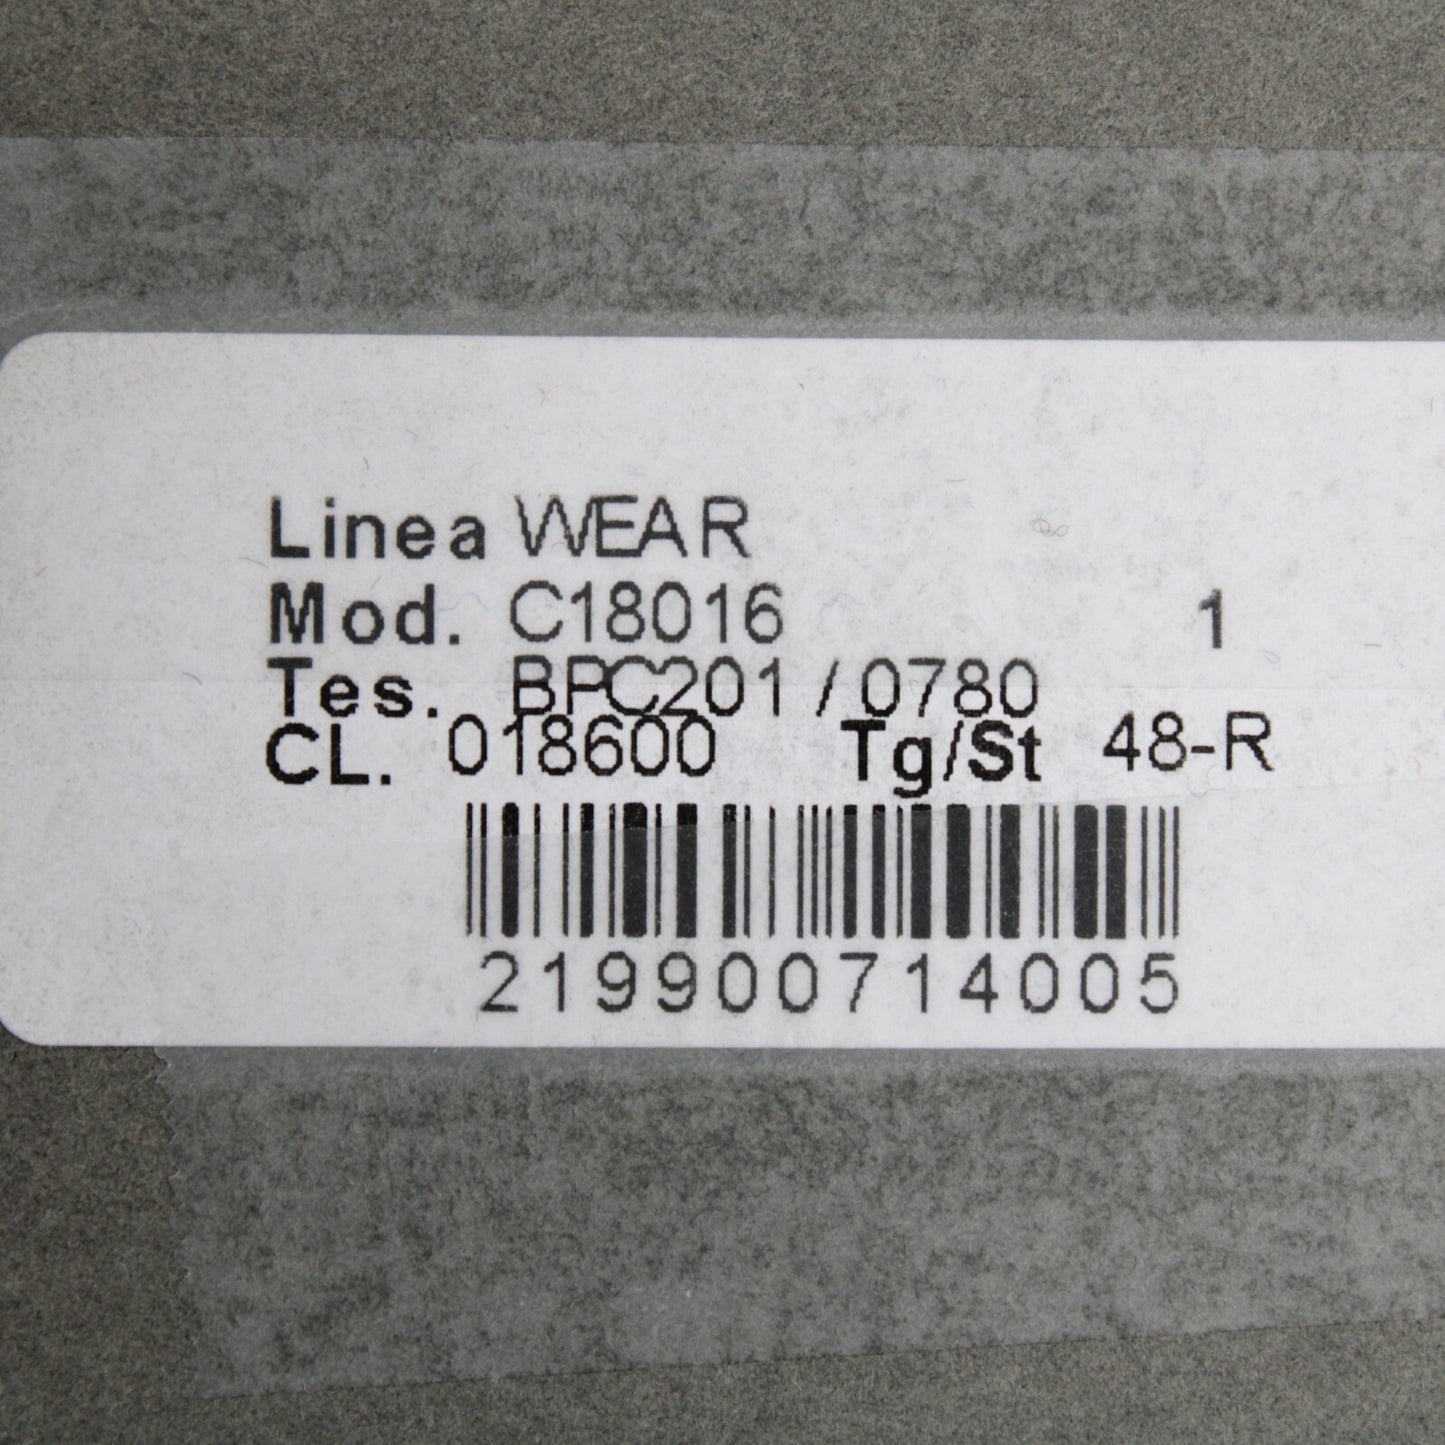 Linea WEAR
Mod. C18016 1
Tes. BPC201 / 0780
CL. 018600 Tg/St 48-R
219900714005